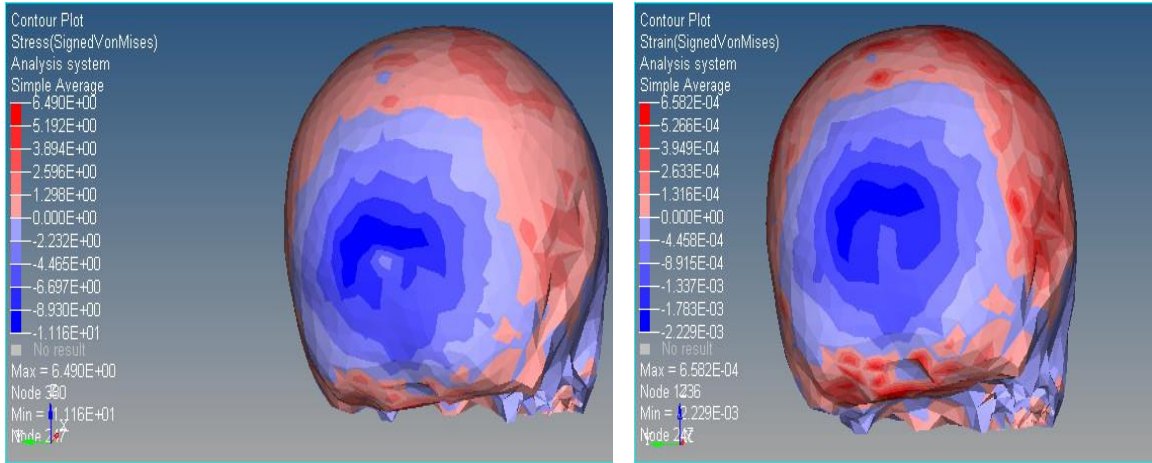 Contour Plot
Stress(SignedVonMises)
Analysis system
Simple Average
6.490E+00
5.192E+00
3.894E+00
2.596E+00
1.298E+00
0.000E+00
-2.232E+00
-4.465E+00
-6.697E+00
-8.930E+00
-1.116E+01
No result
Max = 6.490E+00
Node
Min =
Node
Contour Plot
Strain(SignedVonMises)
Analysis system
Simple Average
6.582E-04
5.266E-04
3.949E-04
2.633E-04
1.316E-04
0.000E+00
-4.458E-04
-8.915E-04
-1.337E-03
-1.783E-03
-2.229E-03
No result
Max = 6.582E-04
Node
Min =
Node